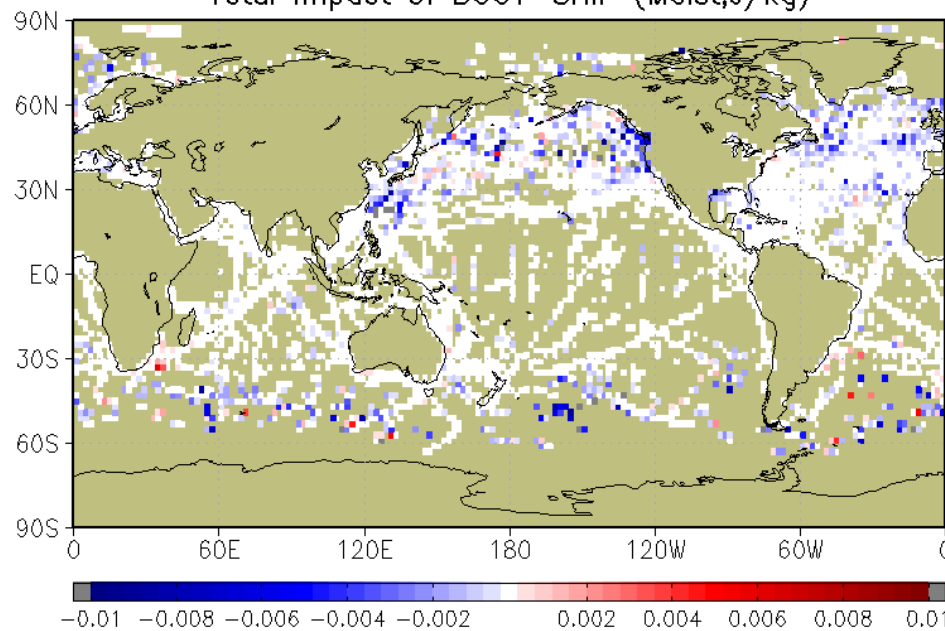 Total Impact of BUOY-SHIP (Moist,J/kg)
90N
60N
30N
EQ
30S
60S
90S
0 60E 120E 180 120W 60W
-0.01 -0.008 -0.006 -0.004 -0.002 0.002 0.004 0.006 0.008 0.01